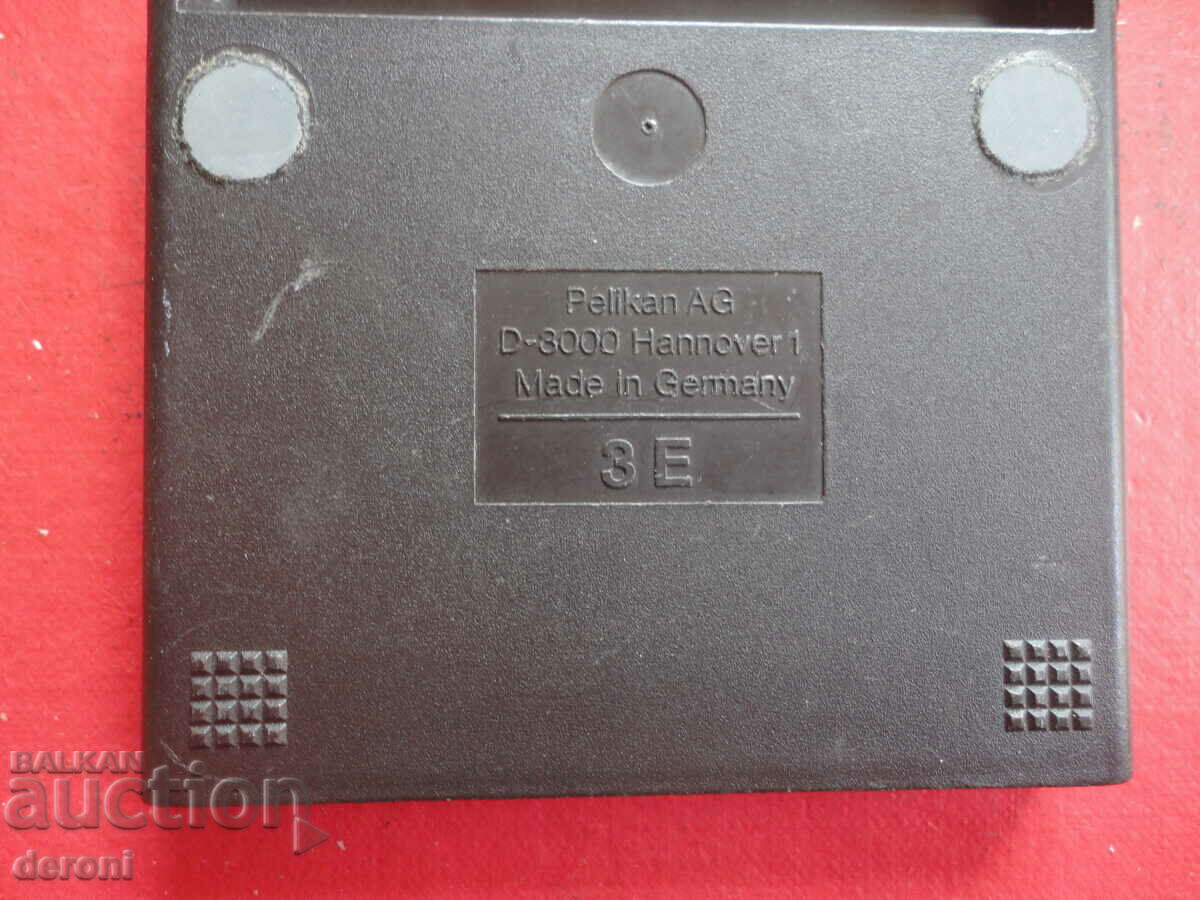 Pelikan AG
D-3000 Hannover 1
Made in Germany
3 E
BALKAN
auction
deroni